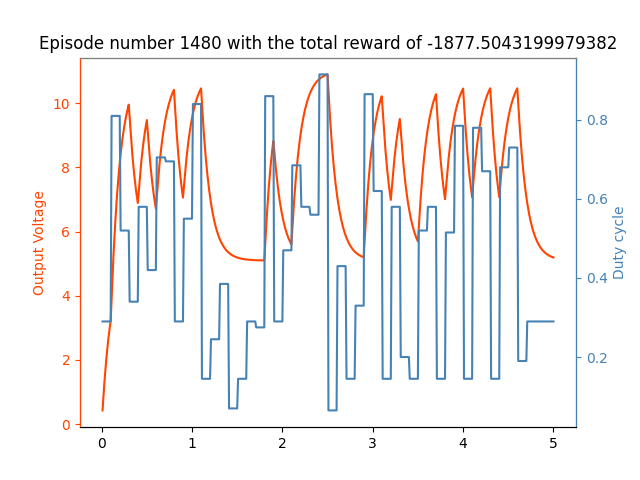 Episode number 1480 with the total reward of -1877.5043199979382
10
8
6
4
2
0
Output Voltage
0.8
0.6
0.4
0.2
Duty cycle
0 1 2 3 4 5